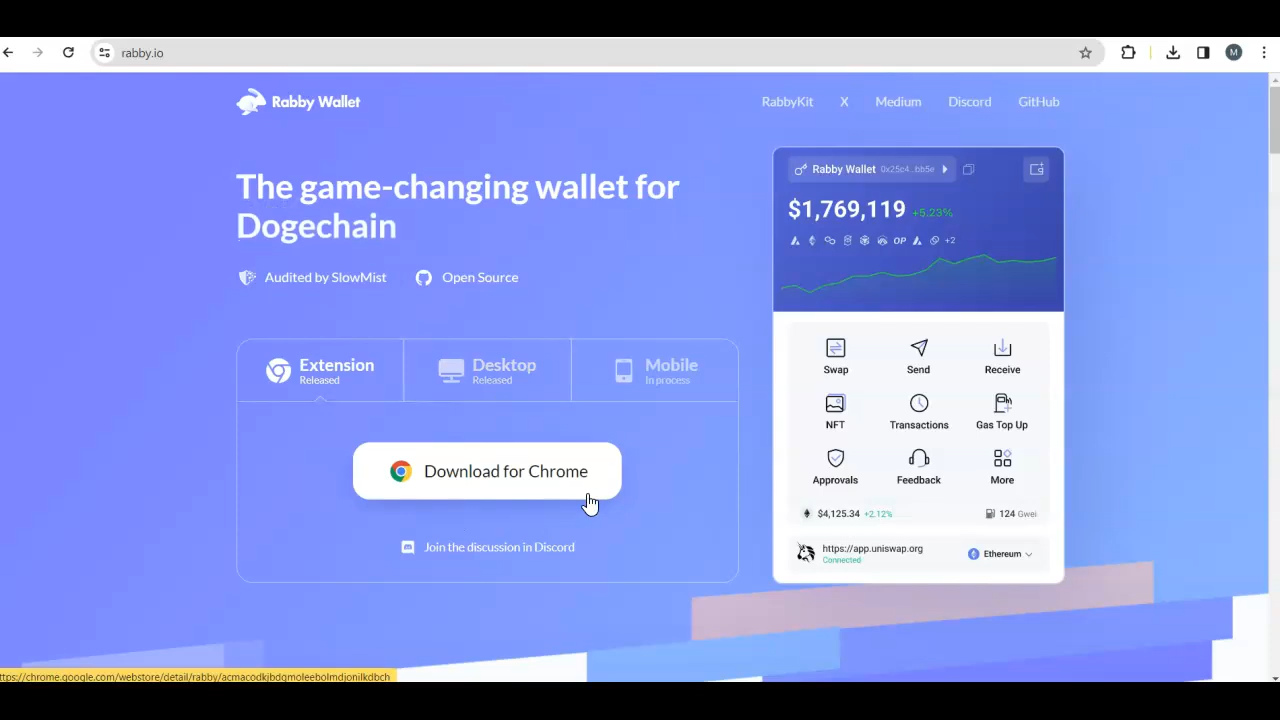 rabby.io
M
Rabby Wallet
RabbyKit
X
Medium
Discord
GitHub
The game-changing wallet for
Dogechain
Audited by SlowMist
Open Source
Extension
Released
Desktop
Released
Mobile
In process
Download for Chrome
Join the discussion in Discord
Rabby Wallet 0x25c4...bb5e
$1,769,119 +5.23%
OP +2
Swap
Send
Receive
NFT
Transactions
Gas Top Up
Approvals
Feedback
More
$4,125.34 +2.12%
124 Gwei
https://app.uniswap.org
Connected
Ethereum
ttps://chrome.google.com/webstore/detail/rabby/acmacodkjbdgmoleebolmdjonilkdbch